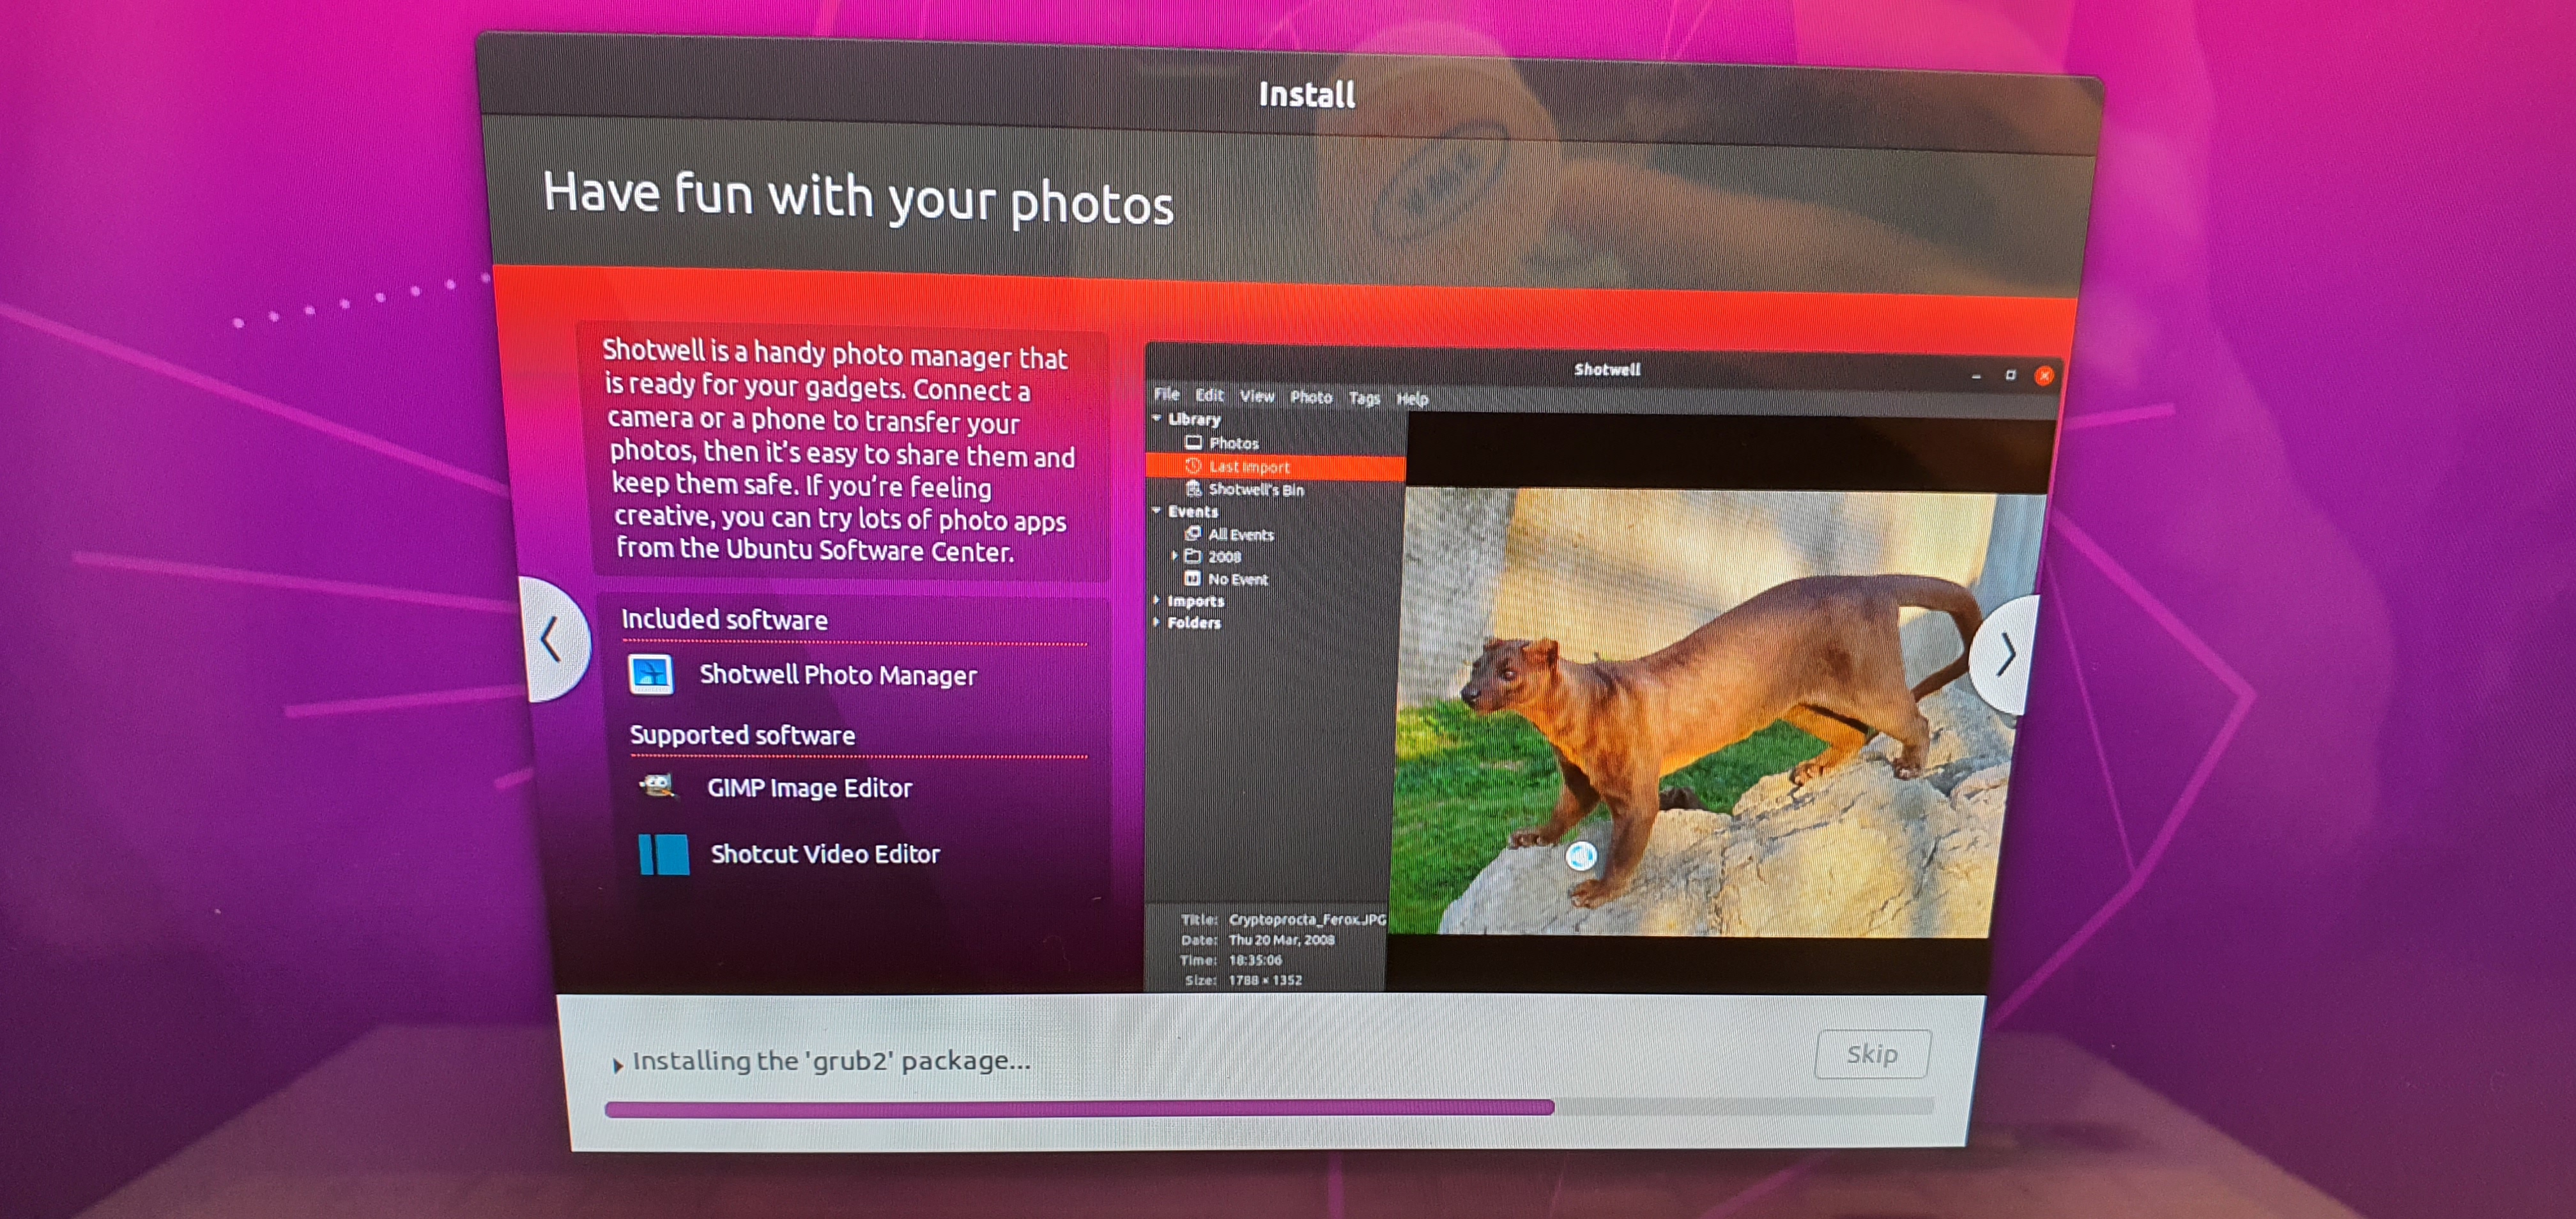 Install
Have fun with your photos
Shotwell is a handy photo manager that
is ready for your gadgets. Connect a
camera or a phone to transfer your
photos, then it's easy to share them and
keep them safe. If you're feeling
creative, you can try lots of photo apps
from the Ubuntu Software Center.
Included software
Shotwell Photo Manager
Supported software
GIMP Image Editor
Shotcut Video Editor
Shotwell
File Edit View Photo Tags Help
Library
Photos
Last Import
Shotwell's Bin
Events
All Events
2008
No Event
Imports
Folders
Title: Cryptoprocta_Ferox.JPG
Date: Thu 20 Mar, 2008
Time: 18:35:06
Size: 1788 × 1352
Installing the 'grub2' package...
Skip